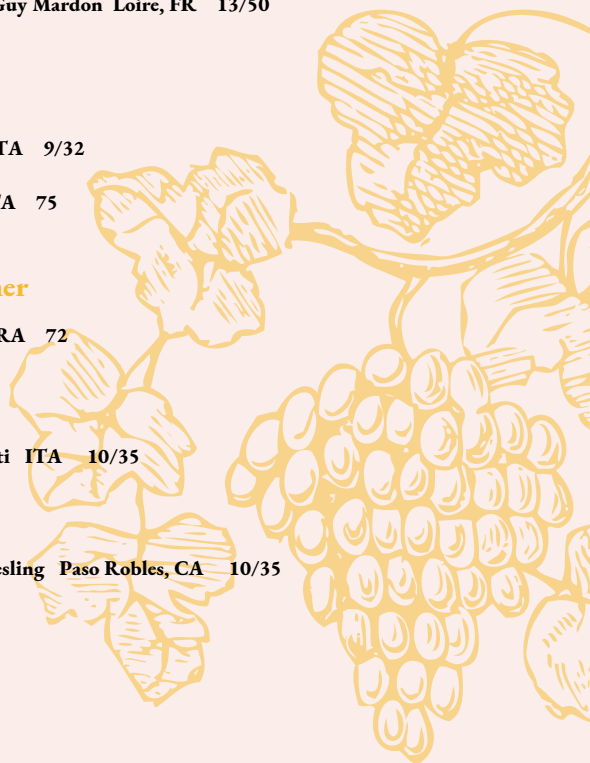 Guy Mardon Loire, FR 13/50
TA 9/32
A 75
ner
RA 72
ti ITA 10/35
esling Paso Robles, CA 10/35